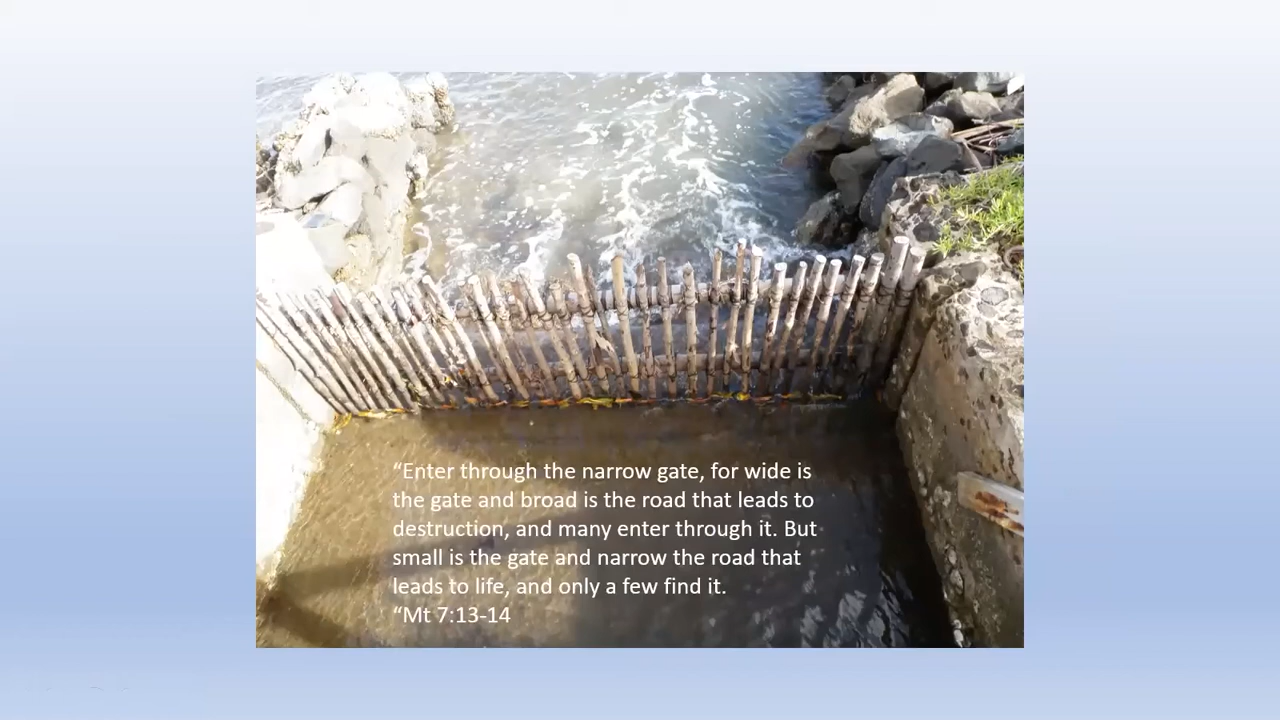 “Enter through the narrow gate, for wide is
the gate and broad is the road that leads to
destruction, and many enter through it. But
small is the gate and narrow the road that
leads to life, and only a few find it.
“Mt 7:13-14